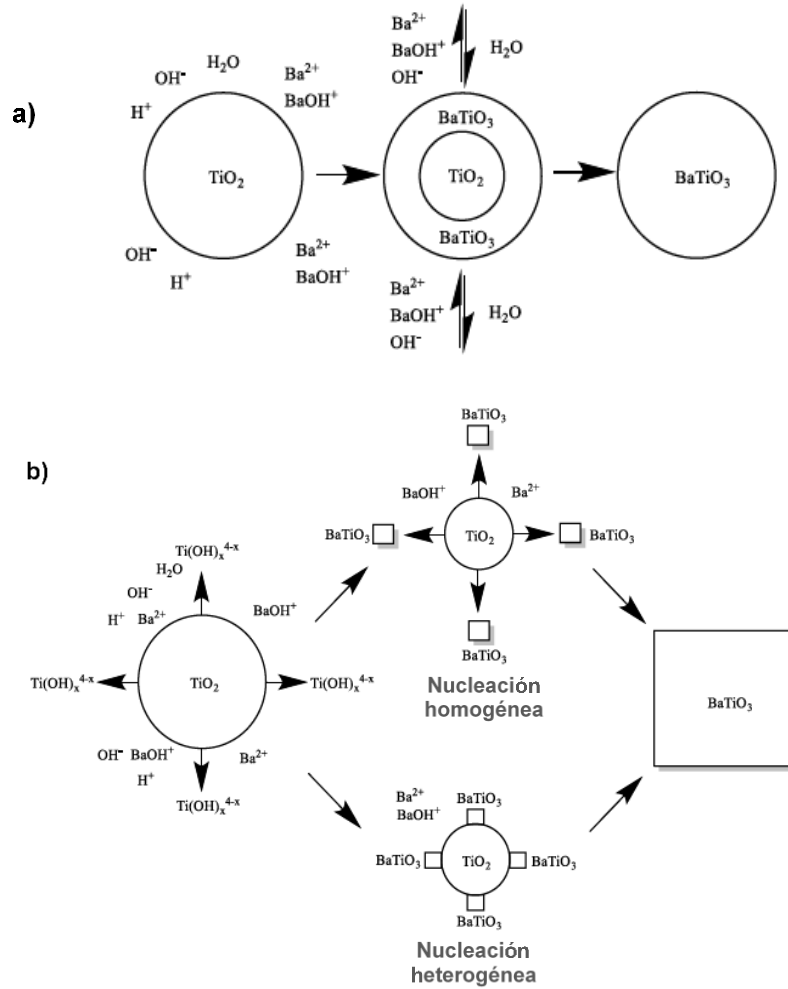 a)
H₂O
OH⁻
H⁺
Ba²⁺
BaOH⁺
TiO₂
OH⁻
H⁺
Ba²⁺
BaOH⁺
Ba²⁺
BaOH⁺
OH⁻
H₂O
BaTiO₃
TiO₂
BaTiO₃
Ba²⁺
BaOH⁺
OH⁻
H₂O
BaTiO₃
b)
Ti(OH)ₓ⁴⁻ˣ
H₂O
OH⁻
H⁺ Ba²⁺
BaOH⁺
Ti(OH)ₓ⁴⁻ˣ
TiO₂
Ti(OH)ₓ⁴⁻ˣ
OH⁻ BaOH⁺
H⁺
Ba²⁺
Ti(OH)ₓ⁴⁻ˣ
BaTiO₃
BaOH⁺
Ba²⁺
BaTiO₃
TiO₂
BaTiO₃
BaTiO₃
Nucleación
homogénea
Ba²⁺
BaOH⁺
BaTiO₃
BaTiO₃
TiO₂
BaTiO₃
BaTiO₃
Nucleación
heterogénea
BaTiO₃